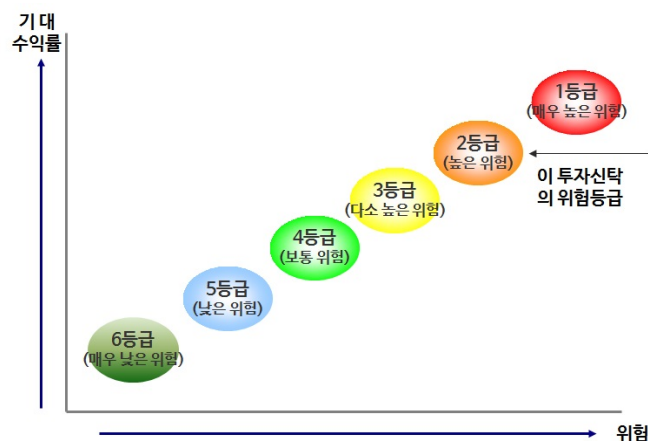 기 대
수익률
1등급
(매우 높은 위험)
2등급
(높은 위험)
이 투자신탁
의 위험등급
3등급
(다소 높은 위험)
4등급
(보통 위험)
5등급
(낮은 위험)
6등급
(매우 낮은 위험)
위험